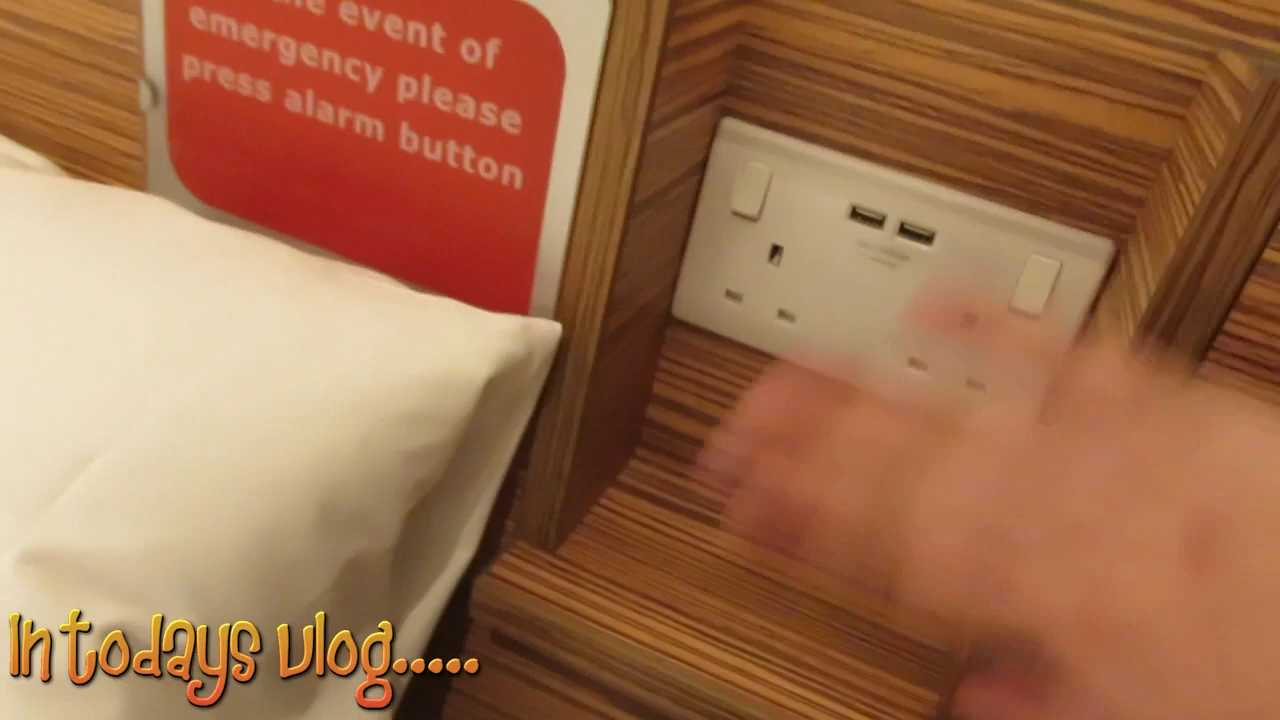 event of
emergency please
press alarm button
In todays vlog.....